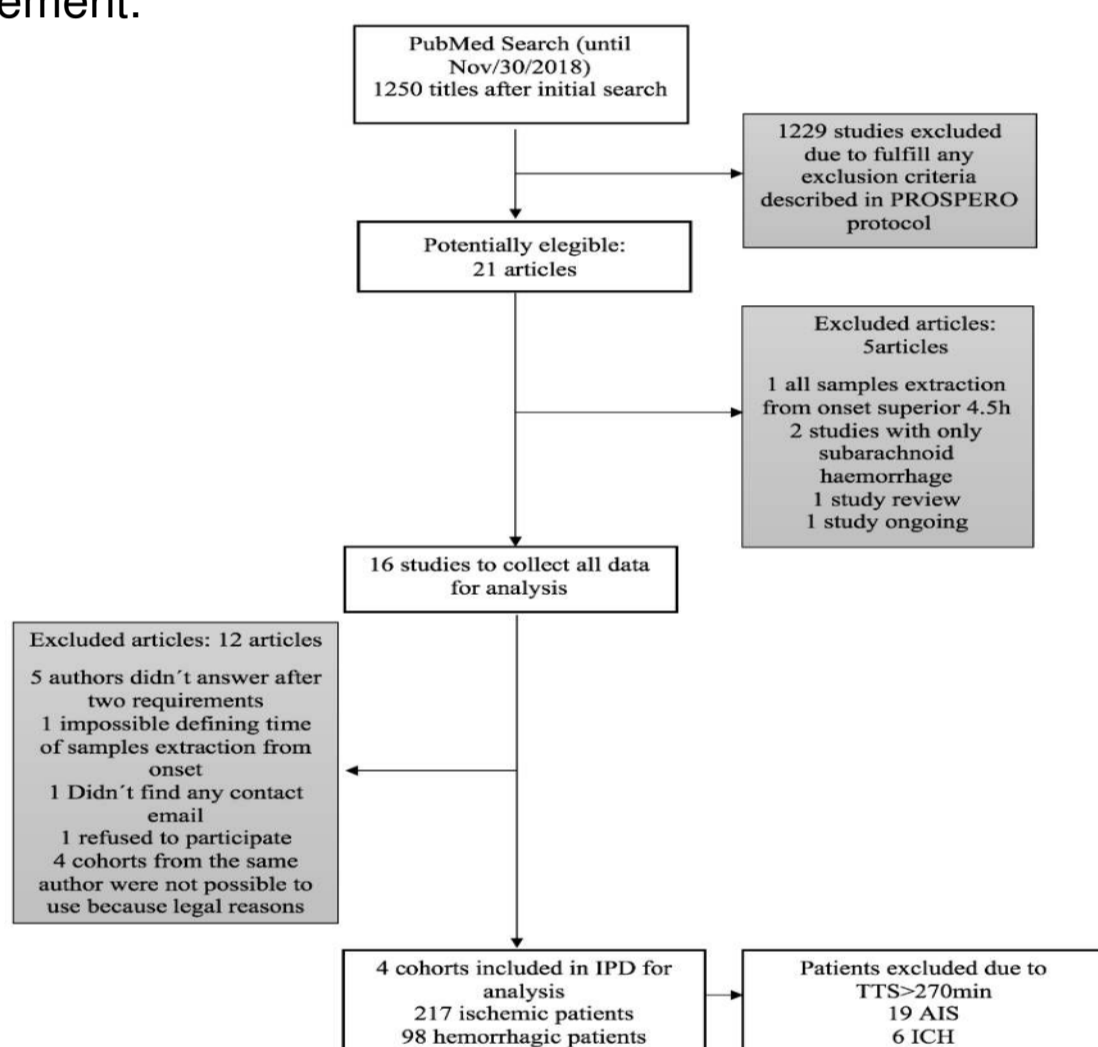 ement.
PubMed Search (until
Nov/30/2018)
1250 titles after initial search
1229 studies excluded
due to fulfill any
exclusion criteria
described in PROSPERO
protocol
Potentially elegible:
21 articles
Excluded articles:
5articles
1 all samples extraction
from onset superior 4.5h
2 studies with only
subarachnoid
haemorrhage
1 study review
1 study ongoing
16 studies to collect all data
for analysis
Excluded articles: 12 articles
5 authors didn´t answer after
two requirements
1 impossible defining time
of samples extraction from
onset
1 Didn´t find any contact
email
1 refused to participate
4 cohorts from the same
author were not possible to
use because legal reasons
4 cohorts included in IPD for
analysis
217 ischemic patients
98 hemorrhagic patients
Patients excluded due to
TTS>270min
19 AIS
6 ICH